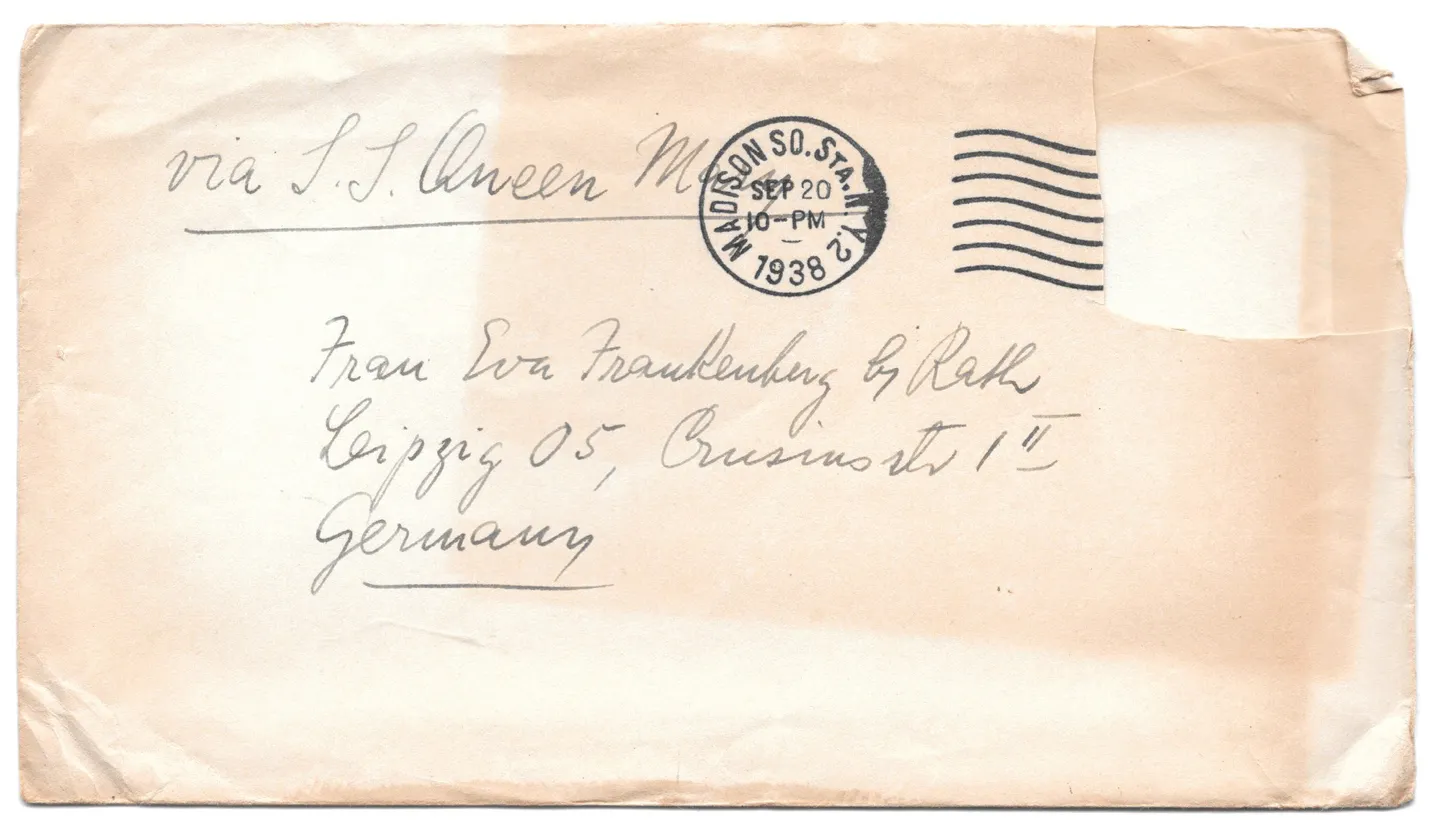 via S.S. Queen Mary
MADISON SQ. STA. N.Y. 2
SEP 20
10-PM
1938
Frau Eva Frankenberg bj Rath
Leipzig O5, Crusiusstr 1 II
Germany